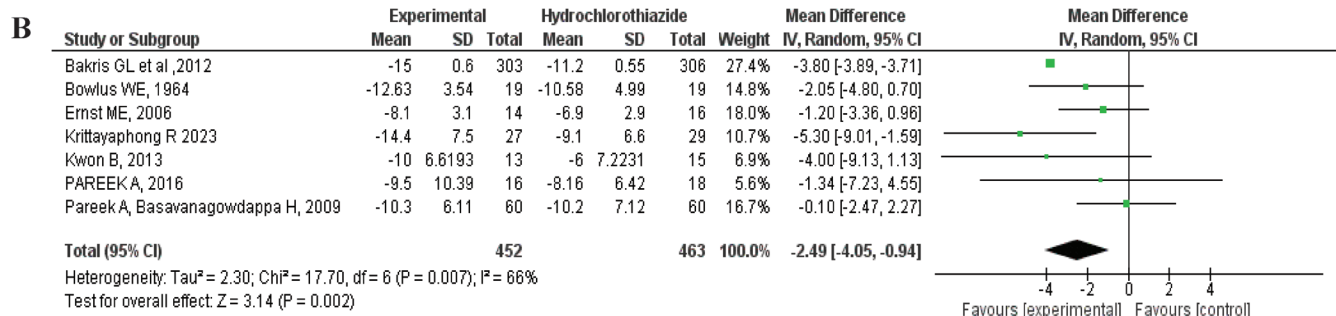 B
Experimental Hydrochlorothiazide Mean Difference Mean Difference
Study or Subgroup Mean SD Total Mean SD Total Weight IV, Random, 95% CI IV, Random, 95% CI
Bakris GL et al ,2012 -15 0.6 303 -11.2 0.55 306 27.4% -3.80 [-3.89, -3.71]
Bowlus WE, 1964 -12.63 3.54 19 -10.58 4.99 19 14.8% -2.05 [-4.80, 0.70]
Ernst ME, 2006 -8.1 3.1 14 -6.9 2.9 16 18.0% -1.20 [-3.36, 0.96]
Krittayaphong R 2023 -14.4 7.5 27 -9.1 6.6 29 10.7% -5.30 [-9.01, -1.59]
Kwon B, 2013 -10 6.6193 13 -6 7.2231 15 6.9% -4.00 [-9.13, 1.13]
PAREEK A, 2016 -9.5 10.39 16 -8.16 6.42 18 5.6% -1.34 [-7.23, 4.55]
Pareek A, Basavanagowdappa H, 2009 -10.3 6.11 60 -10.2 7.12 60 16.7% -0.10 [-2.47, 2.27]
Total (95% CI) 452 463 100.0% -2.49 [-4.05, -0.94]
Heterogeneity: Tau² = 2.30; Chi² = 17.70, df = 6 (P = 0.007); I² = 66%
Test for overall effect: Z = 3.14 (P = 0.002)
-4 -2 0 2 4
Favours [experimental] Favours [control]